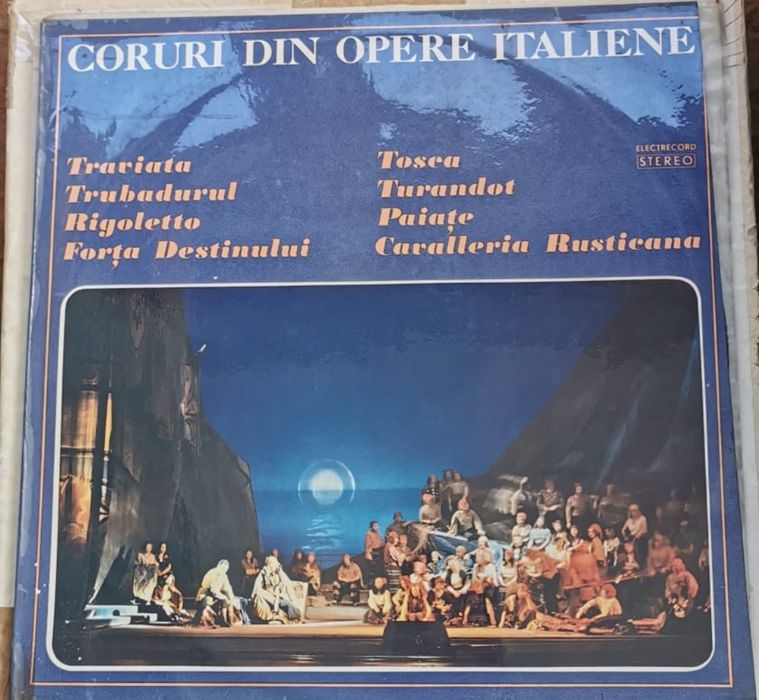 CORURI DIN OPERE ITALIENE
Traviata
Trubadurul
Rigoletto
Forța Destinului
Tosca
Turandot
Paiațe
Cavalleria Rusticana
ELECTRECORD
STEREO